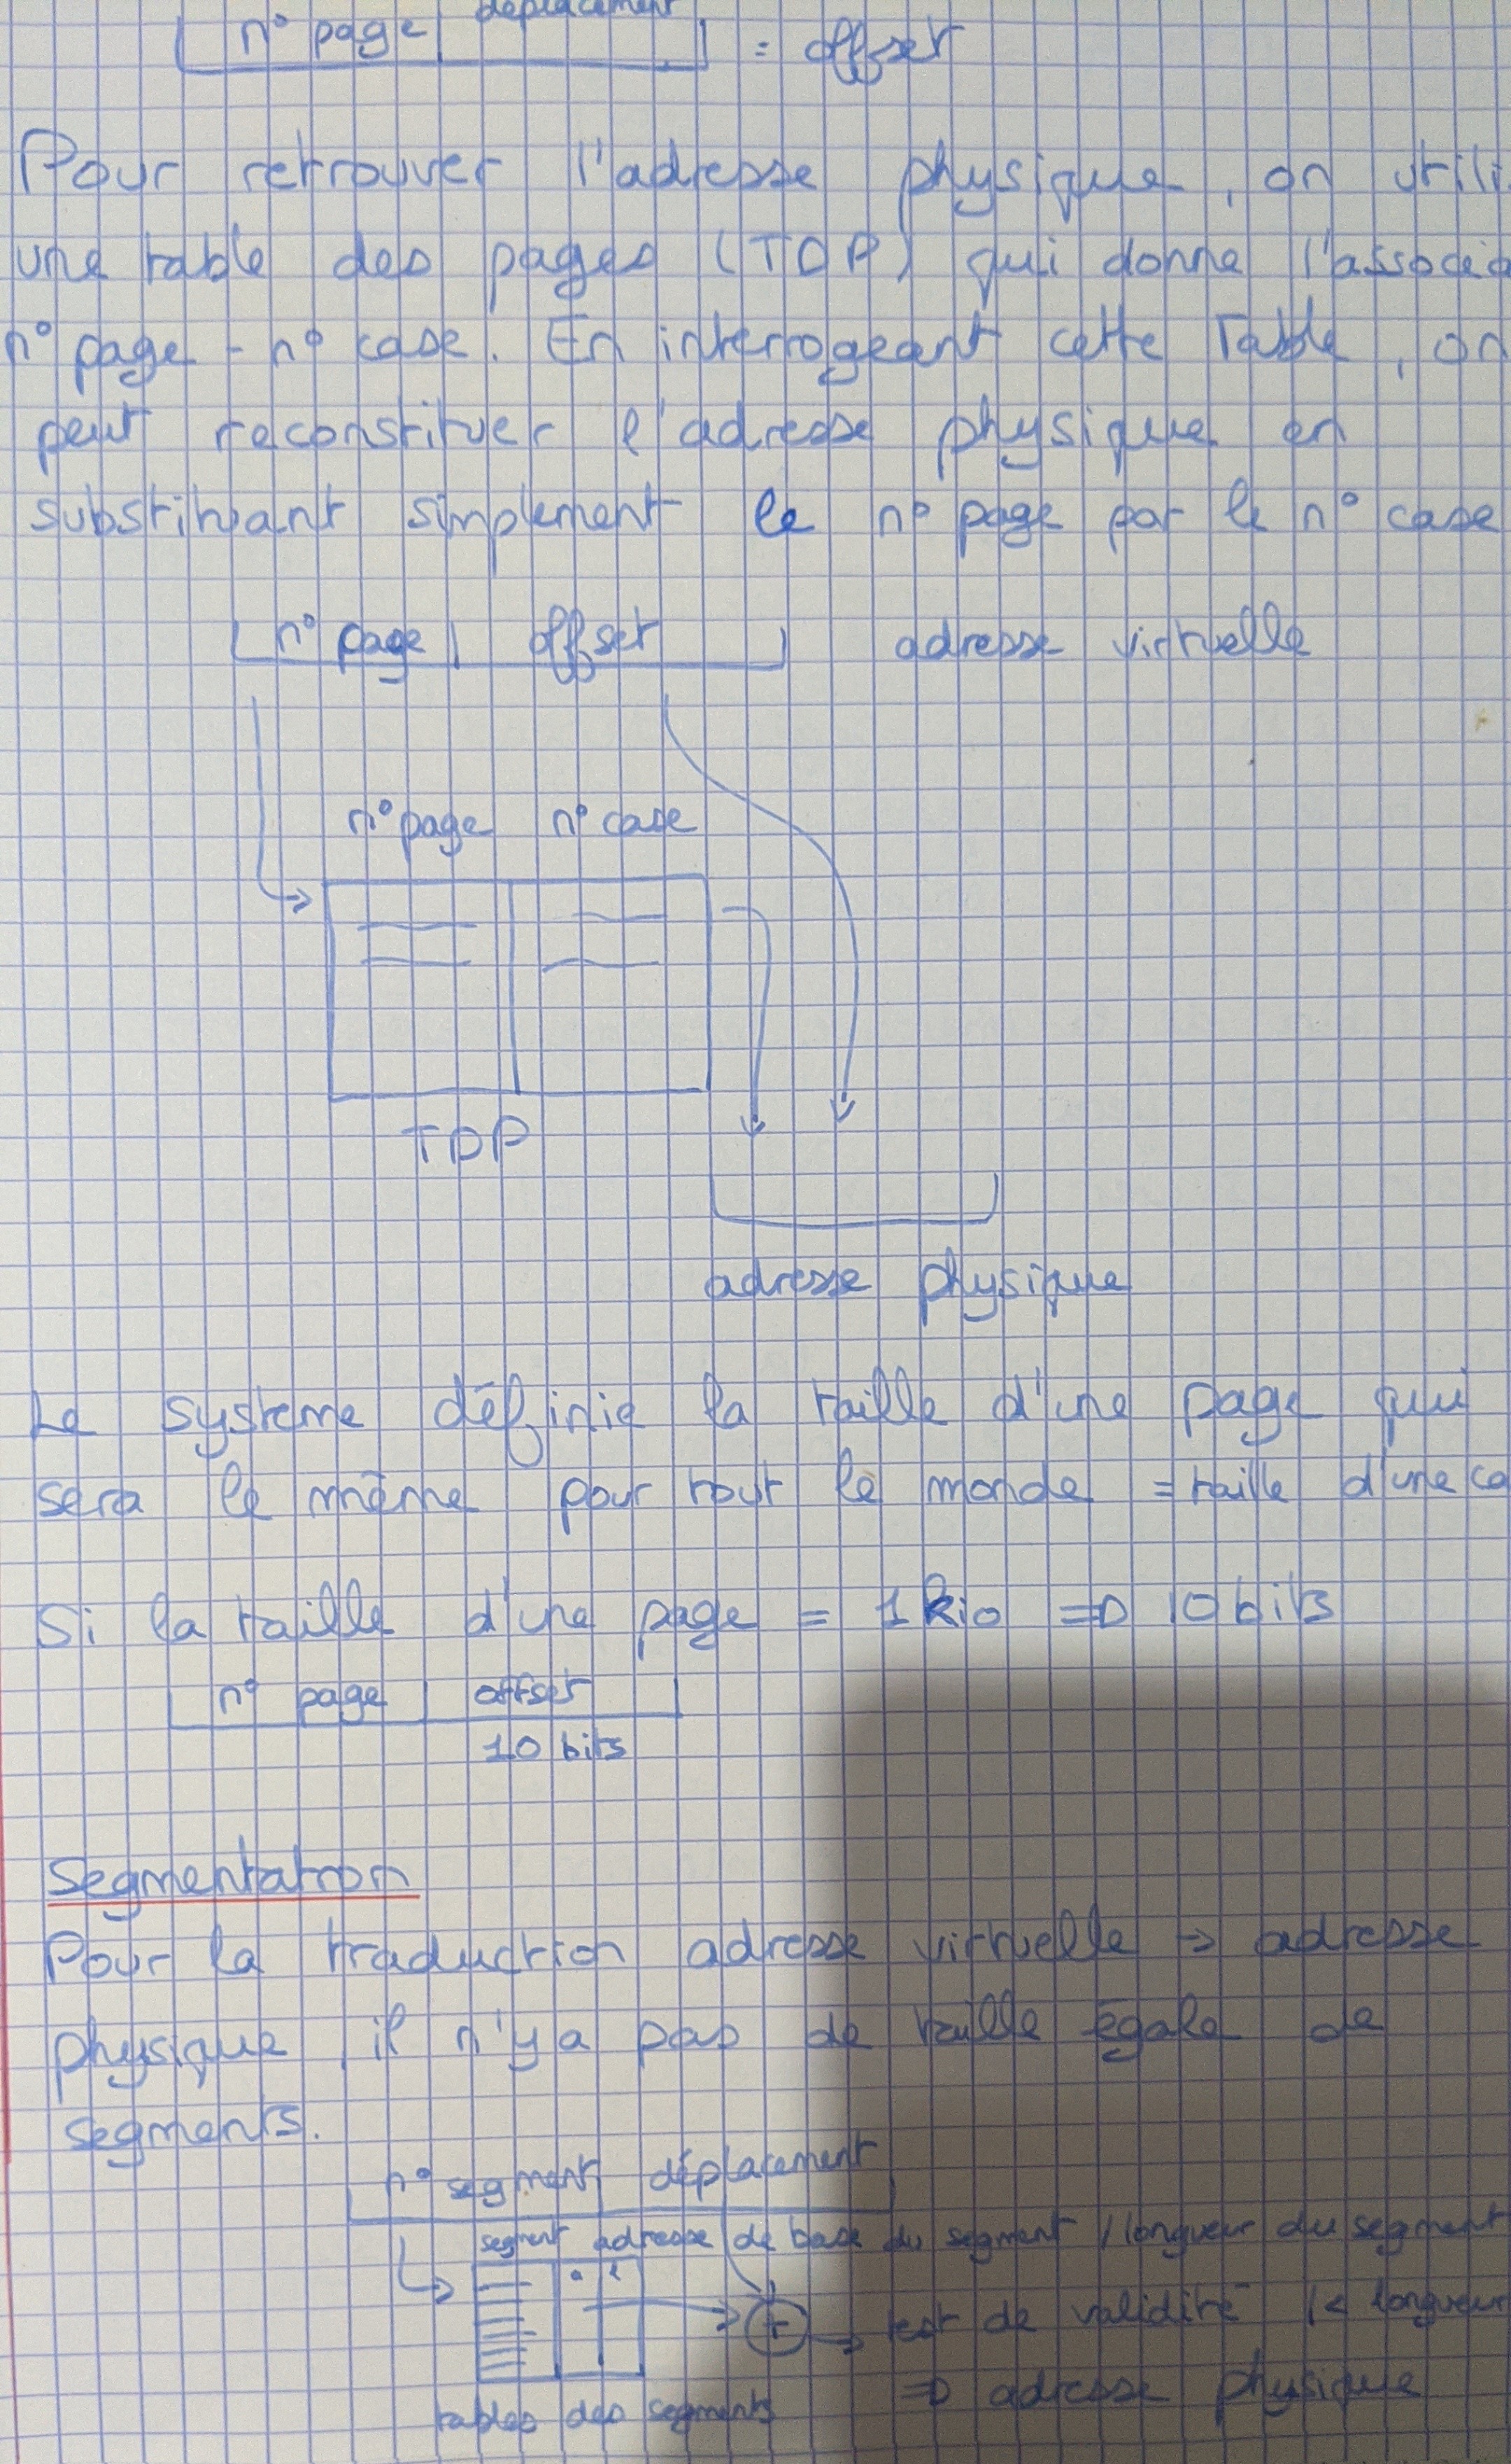 n° page déplacement
= offset
Pour retrouver l'adresse physique, on utili
une table des pages (TDP) qui donne l'associa
n° page - n° case. En interrogeant cette Table, on
peut reconstituer l'adresse physique en
substituant simplement le n° page par le n° case
n° page offset adresse virtuelle
n° page n° case
TDP
adresse physique
Le système définie la taille d'une page qui
sera le même pour tout le monde = taille d'une ca
Si la taille d'une page = 1 kio => 10 bits
n° page offset
10 bits
Segmentation
Pour la traduction adresse virtuelle -> adresse
physique, il n'y a pas de taille égale de
segments.
n° segment déplacement
segment adresse de base du segment / longueur du segment
+ -> test de validité (< longueur
tables des segments => adresse physique